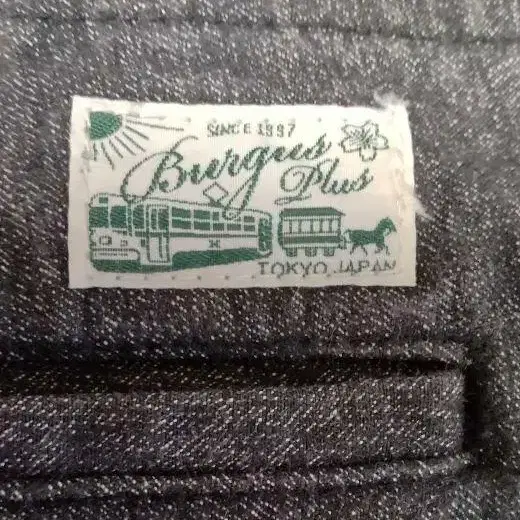 SINCE 1997
Burgus
Plus
TOKYO, JAPAN